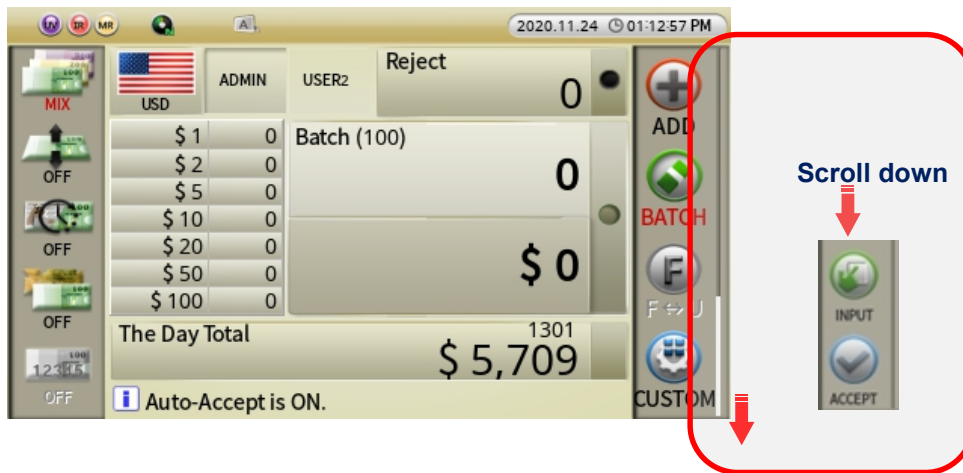 UV IR MR A 2020.11.24 01:12:57 PM
MIX
OFF
OFF
OFF
OFF
USD ADMIN USER2
Reject
0
$ 1 0
$ 2 0
$ 5 0
$ 10 0
$ 20 0
$ 50 0
$ 100 0
Batch (100)
0
$ 0
The Day Total
1301
$ 5,709
i Auto-Accept is ON.
ADD
BATCH
F
F ⇔ U
CUSTOM
Scroll down
INPUT
ACCEPT